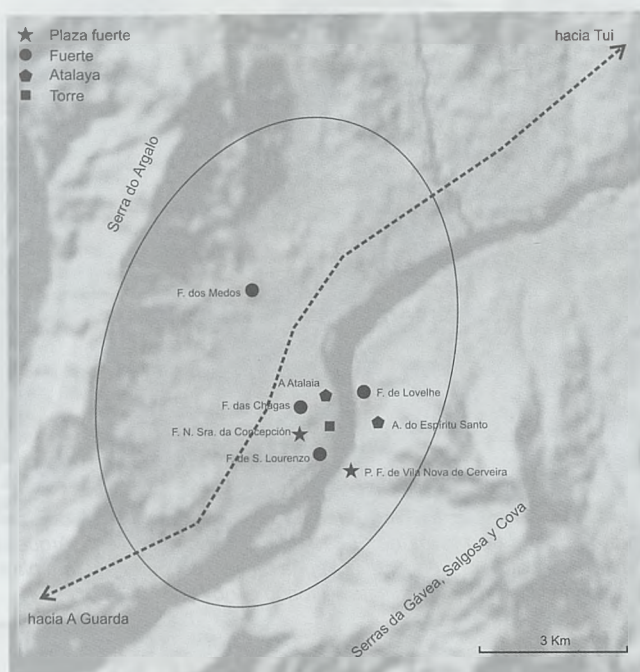 Plaza fuerte
Fuerte
Atalaya
Torre
hacia Tui
Serra do Argalo
F. dos Medos
A Atalaia
F. de Lovelhe
F. das Chagas
A. do Espíritu Santo
F. N. Sra. da Concepción
F. de S. Lourenzo
P. F. de Vila Nova de Cerveira
Serras da Gávea, Salgosa y Cova
hacia A Guarda
3 Km